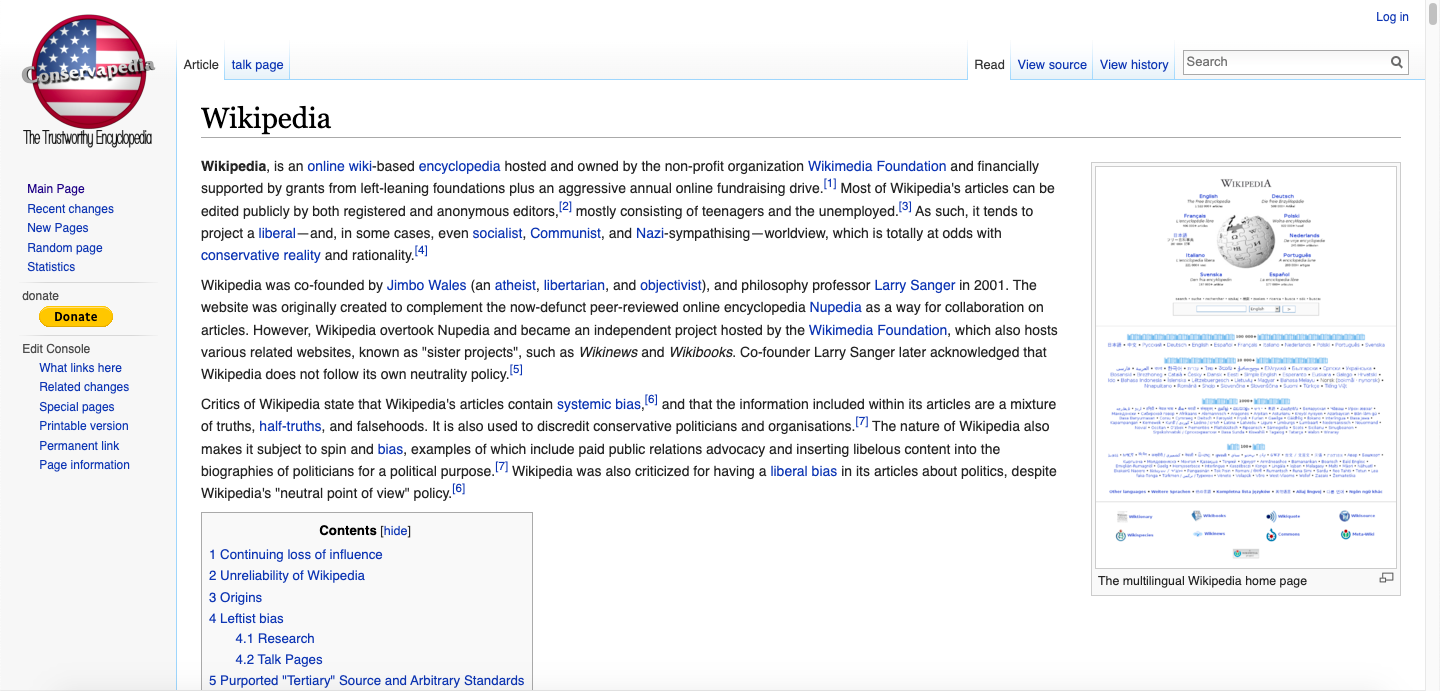 Log in
Conservapedia
The Trustworthy Encyclopedia
Article
talk page
Read
View source
View history
Search
Main Page
Recent changes
New Pages
Random page
Statistics
donate
Donate
Edit Console
What links here
Related changes
Special pages
Printable version
Permanent link
Page information
Wikipedia
Wikipedia, is an online wiki-based encyclopedia hosted and owned by the non-profit organization Wikimedia Foundation and financially
supported by grants from left-leaning foundations plus an aggressive annual online fundraising drive.[1] Most of Wikipedia's articles can be
edited publicly by both registered and anonymous editors,[2] mostly consisting of teenagers and the unemployed.[3] As such, it tends to
project a liberal—and, in some cases, even socialist, Communist, and Nazi-sympathising—worldview, which is totally at odds with
conservative reality and rationality.[4]
Wikipedia was co-founded by Jimbo Wales (an atheist, libertarian, and objectivist), and philosophy professor Larry Sanger in 2001. The
website was originally created to complement the now-defunct peer-reviewed online encyclopedia Nupedia as a way for collaboration on
articles. However, Wikipedia overtook Nupedia and became an independent project hosted by the Wikimedia Foundation, which also hosts
various related websites, known as "sister projects", such as Wikinews and Wikibooks. Co-founder Larry Sanger later acknowledged that
Wikipedia does not follow its own neutrality policy.[5]
Critics of Wikipedia state that Wikipedia's articles contain systemic bias,[6] and that the information included within its articles are a mixture
of truths, half-truths, and falsehoods. It is also used to discredit conservative politicians and organisations.[7] The nature of Wikipedia also
makes it subject to spin and bias, examples of which include paid public relations advocacy and inserting libelous content into the
biographies of politicians for a political purpose.[7] Wikipedia was also criticized for having a liberal bias in its articles about politics, despite
Wikipedia's "neutral point of view" policy.[6]
Contents [hide]
1 Continuing loss of influence
2 Unreliability of Wikipedia
3 Origins
4 Leftist bias
4.1 Research
4.2 Talk Pages
5 Purported "Tertiary" Source and Arbitrary Standards
WIKIPEDIA
English
Deutsch
Français
Polski
日本語
Nederlands
Italiano
Português
Svenska
Español
Wiktionary
Wikibooks
Wikiquote
Wikisource
Wikispecies
Wikinews
Commons
Meta-Wiki
The multilingual Wikipedia home page